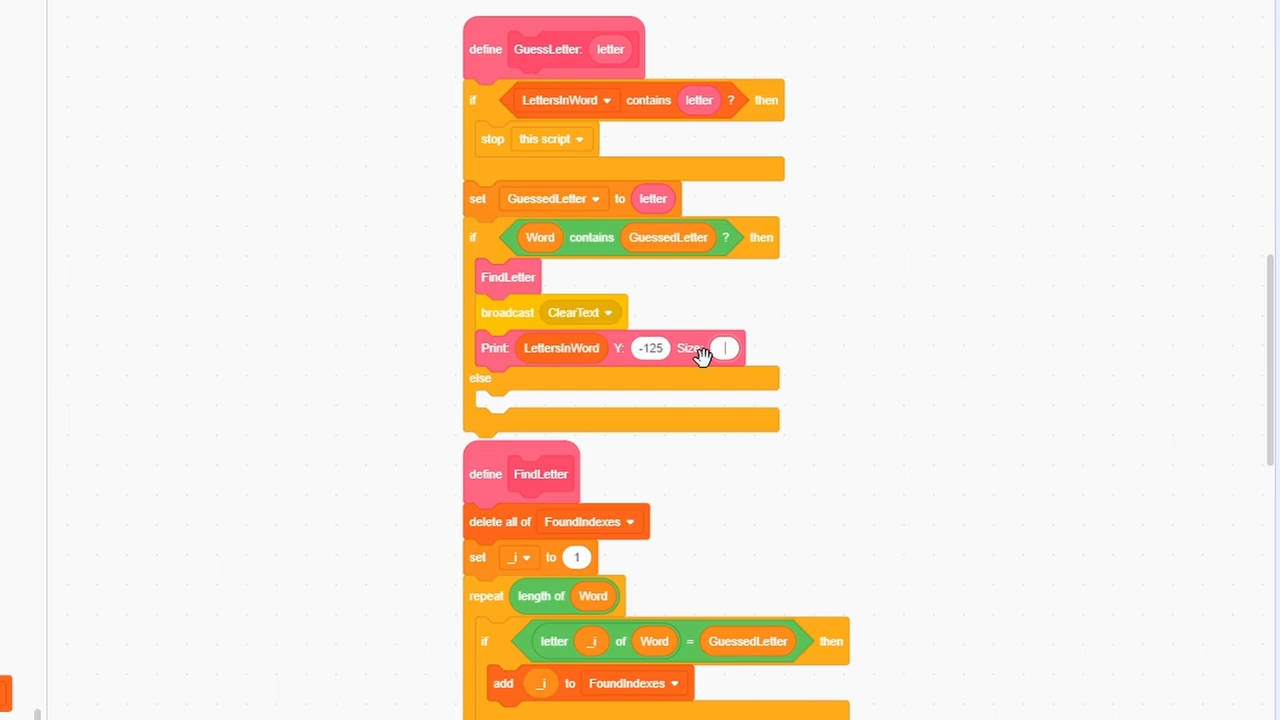 define GuessLetter: letter
if LettersInWord contains letter ? then
stop this script
set GuessedLetter to letter
if Word contains GuessedLetter ? then
FindLetter
broadcast ClearText
Print: LettersInWord Y: -125
else
define FindLetter
delete all of FoundIndexes
set _i to 1
repeat length of Word
if letter _i of Word = GuessedLetter then
add _i to FoundIndexes